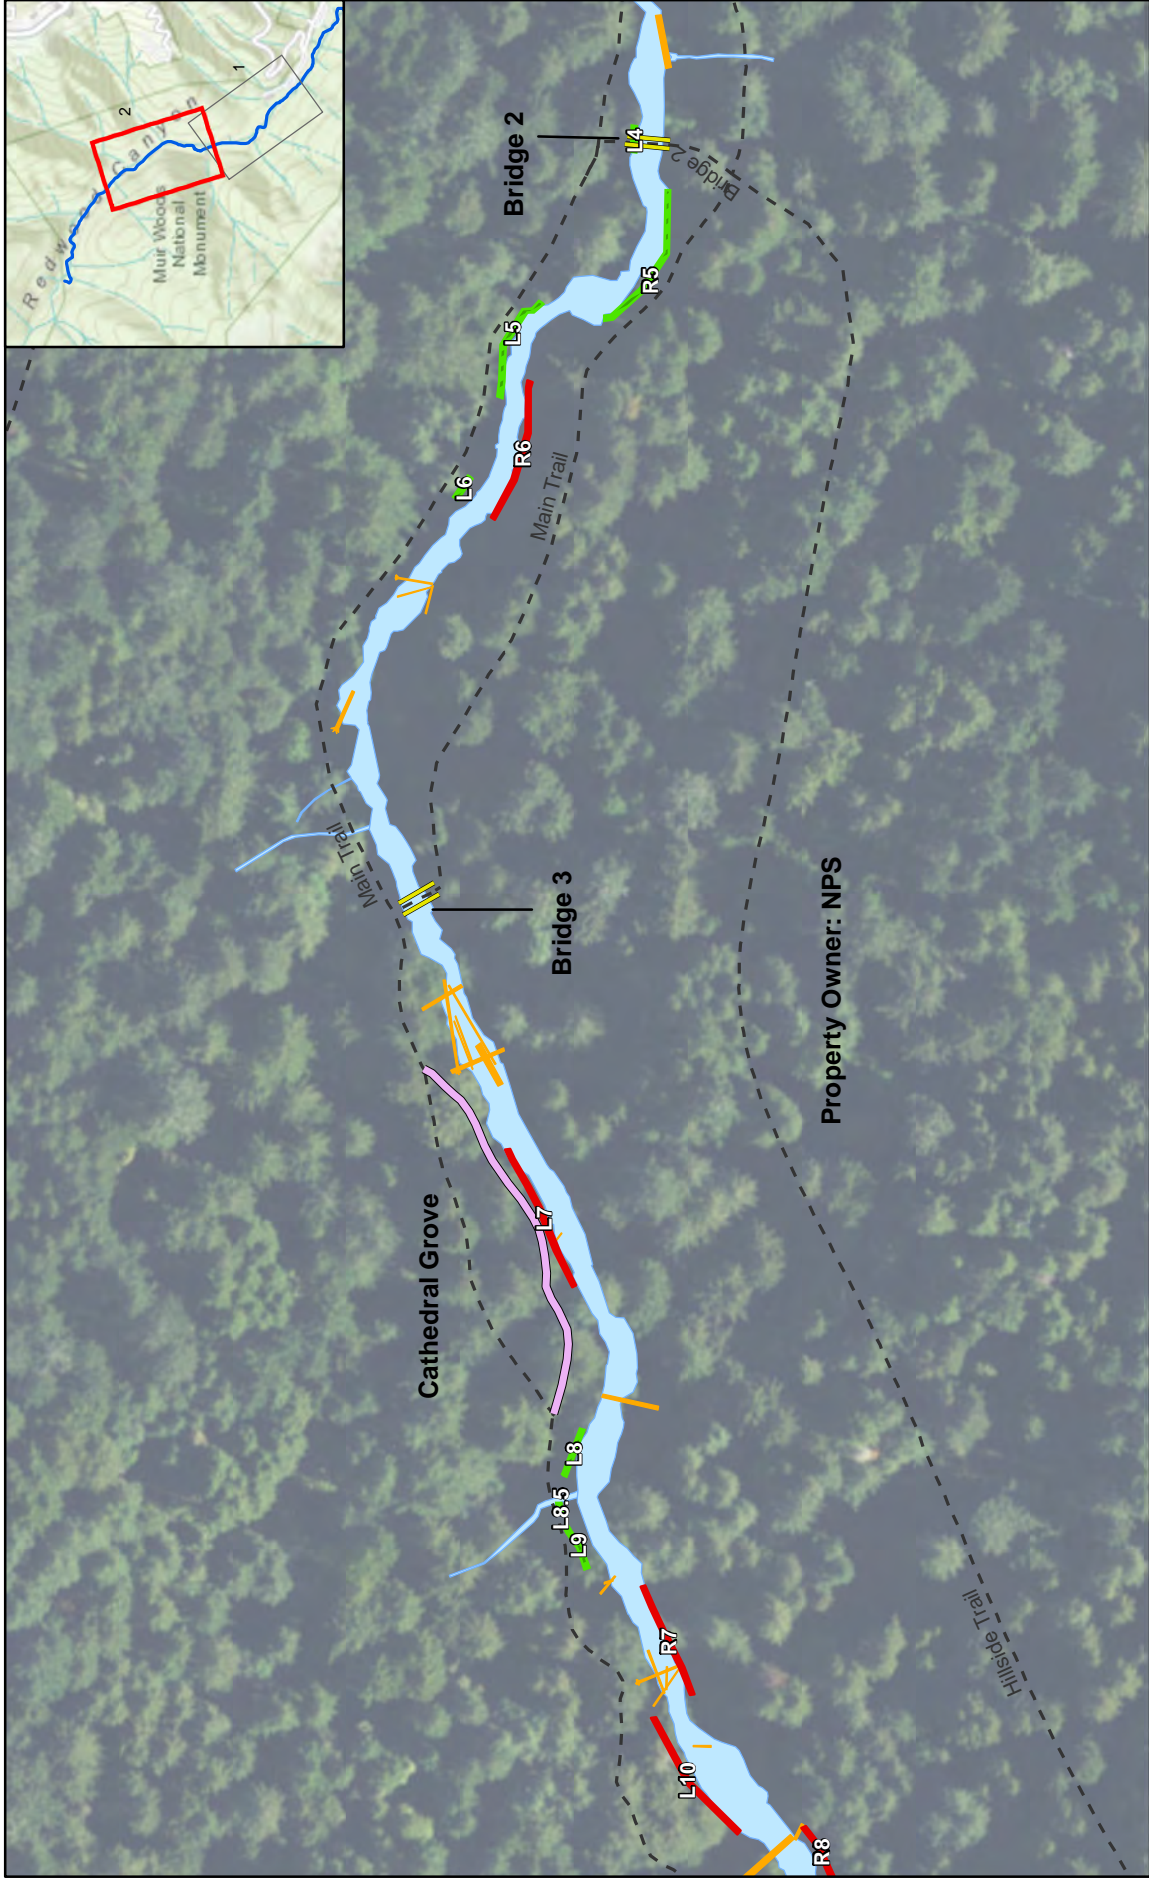 Redwood Canyon
Muir Woods
National
Monument
2
1
R8
L10
R7
L9
L8.5
L8
Cathedral Grove
L7
Hillside Trail
Property Owner: NPS
Main Trail
Bridge 3
L6
R6
Main Trail
L5
R5
Bridge 2
L4
Bridge 2